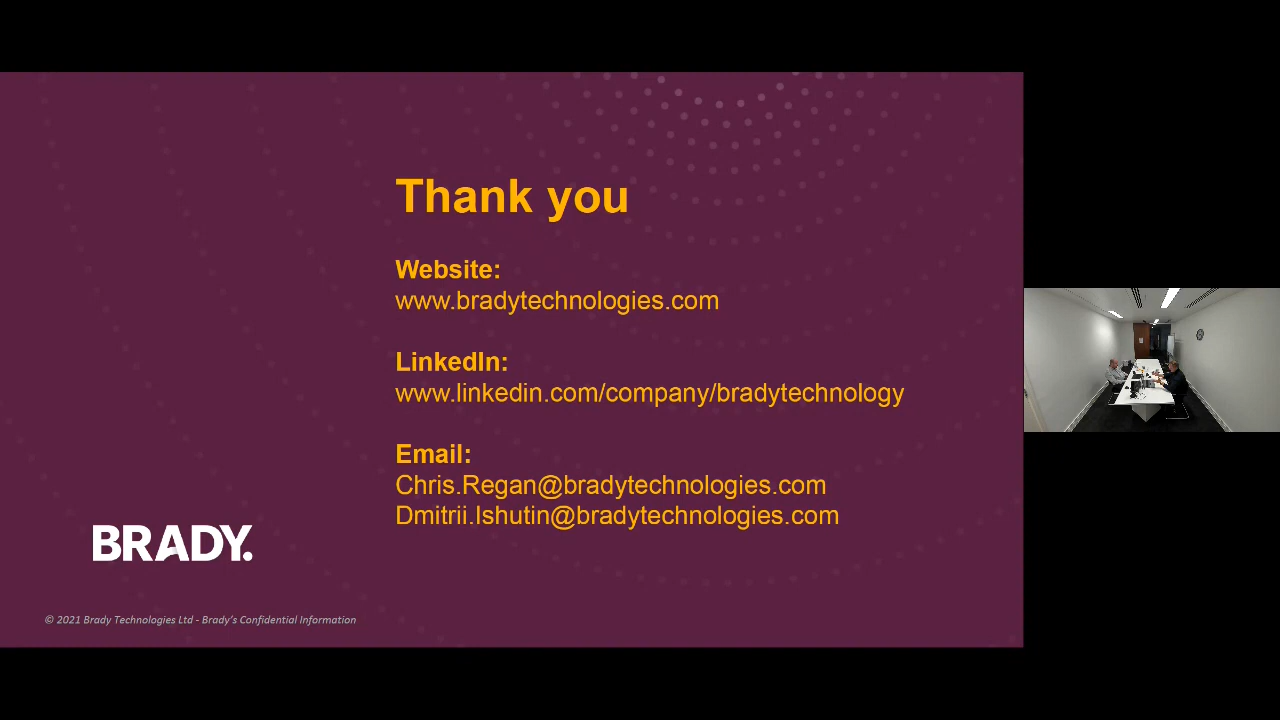 Thank you
Website:
www.bradytechnologies.com
LinkedIn:
www.linkedin.com/company/bradytechnology
Email:
Chris.Regan@bradytechnologies.com
Dmitrii.Ishutin@bradytechnologies.com
BRADY.
© 2021 Brady Technologies Ltd - Brady's Confidential Information